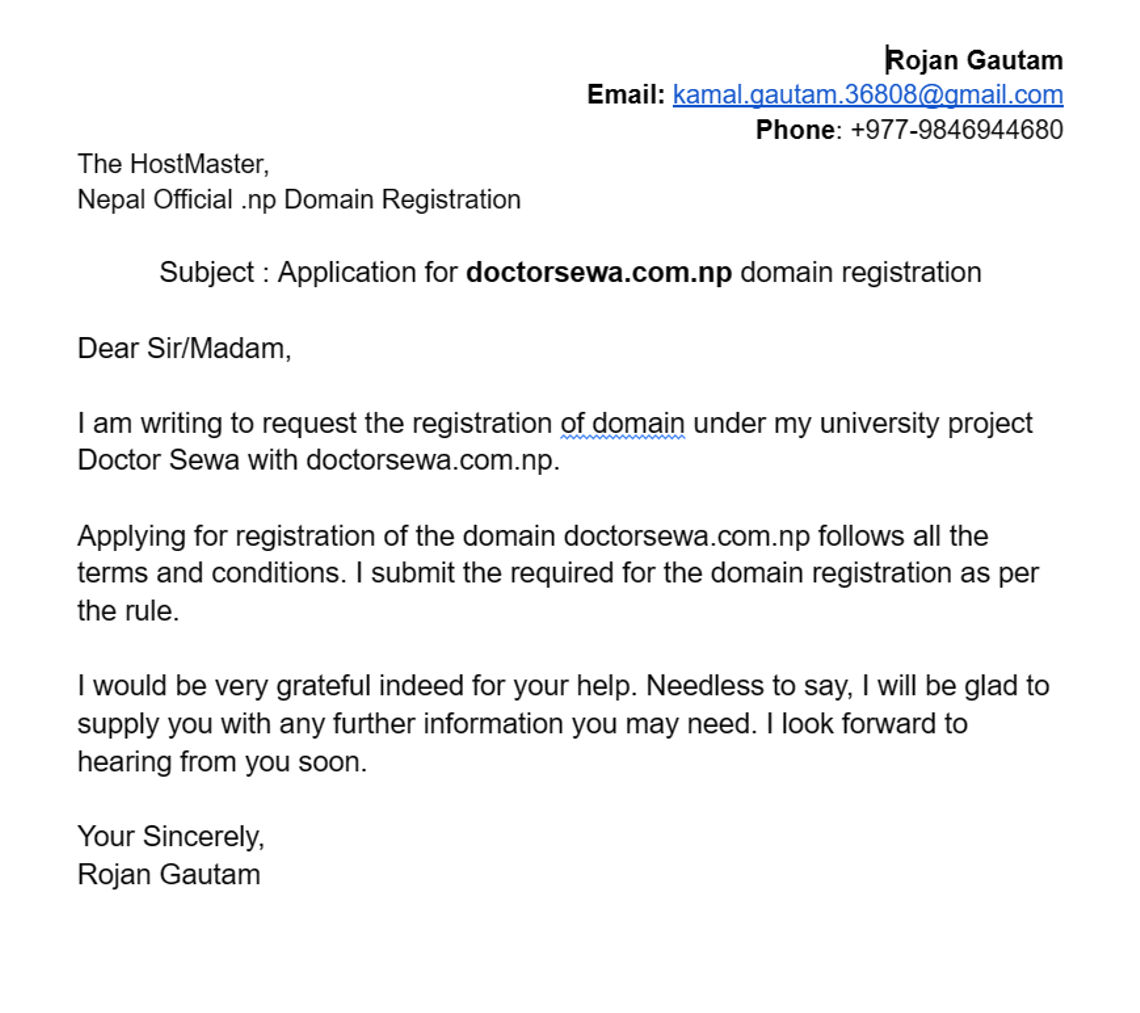 Rojan Gautam
Email: kamal.gautam.36808@gmail.com
Phone: +977-9846944680
The HostMaster,
Nepal Official .np Domain Registration
Subject : Application for doctorsewa.com.np domain registration
Dear Sir/Madam,
I am writing to request the registration of domain under my university project
Doctor Sewa with doctorsewa.com.np.
Applying for registration of the domain doctorsewa.com.np follows all the
terms and conditions. I submit the required for the domain registration as per
the rule.
I would be very grateful indeed for your help. Needless to say, I will be glad to
supply you with any further information you may need. I look forward to
hearing from you soon.
Your Sincerely,
Rojan Gautam